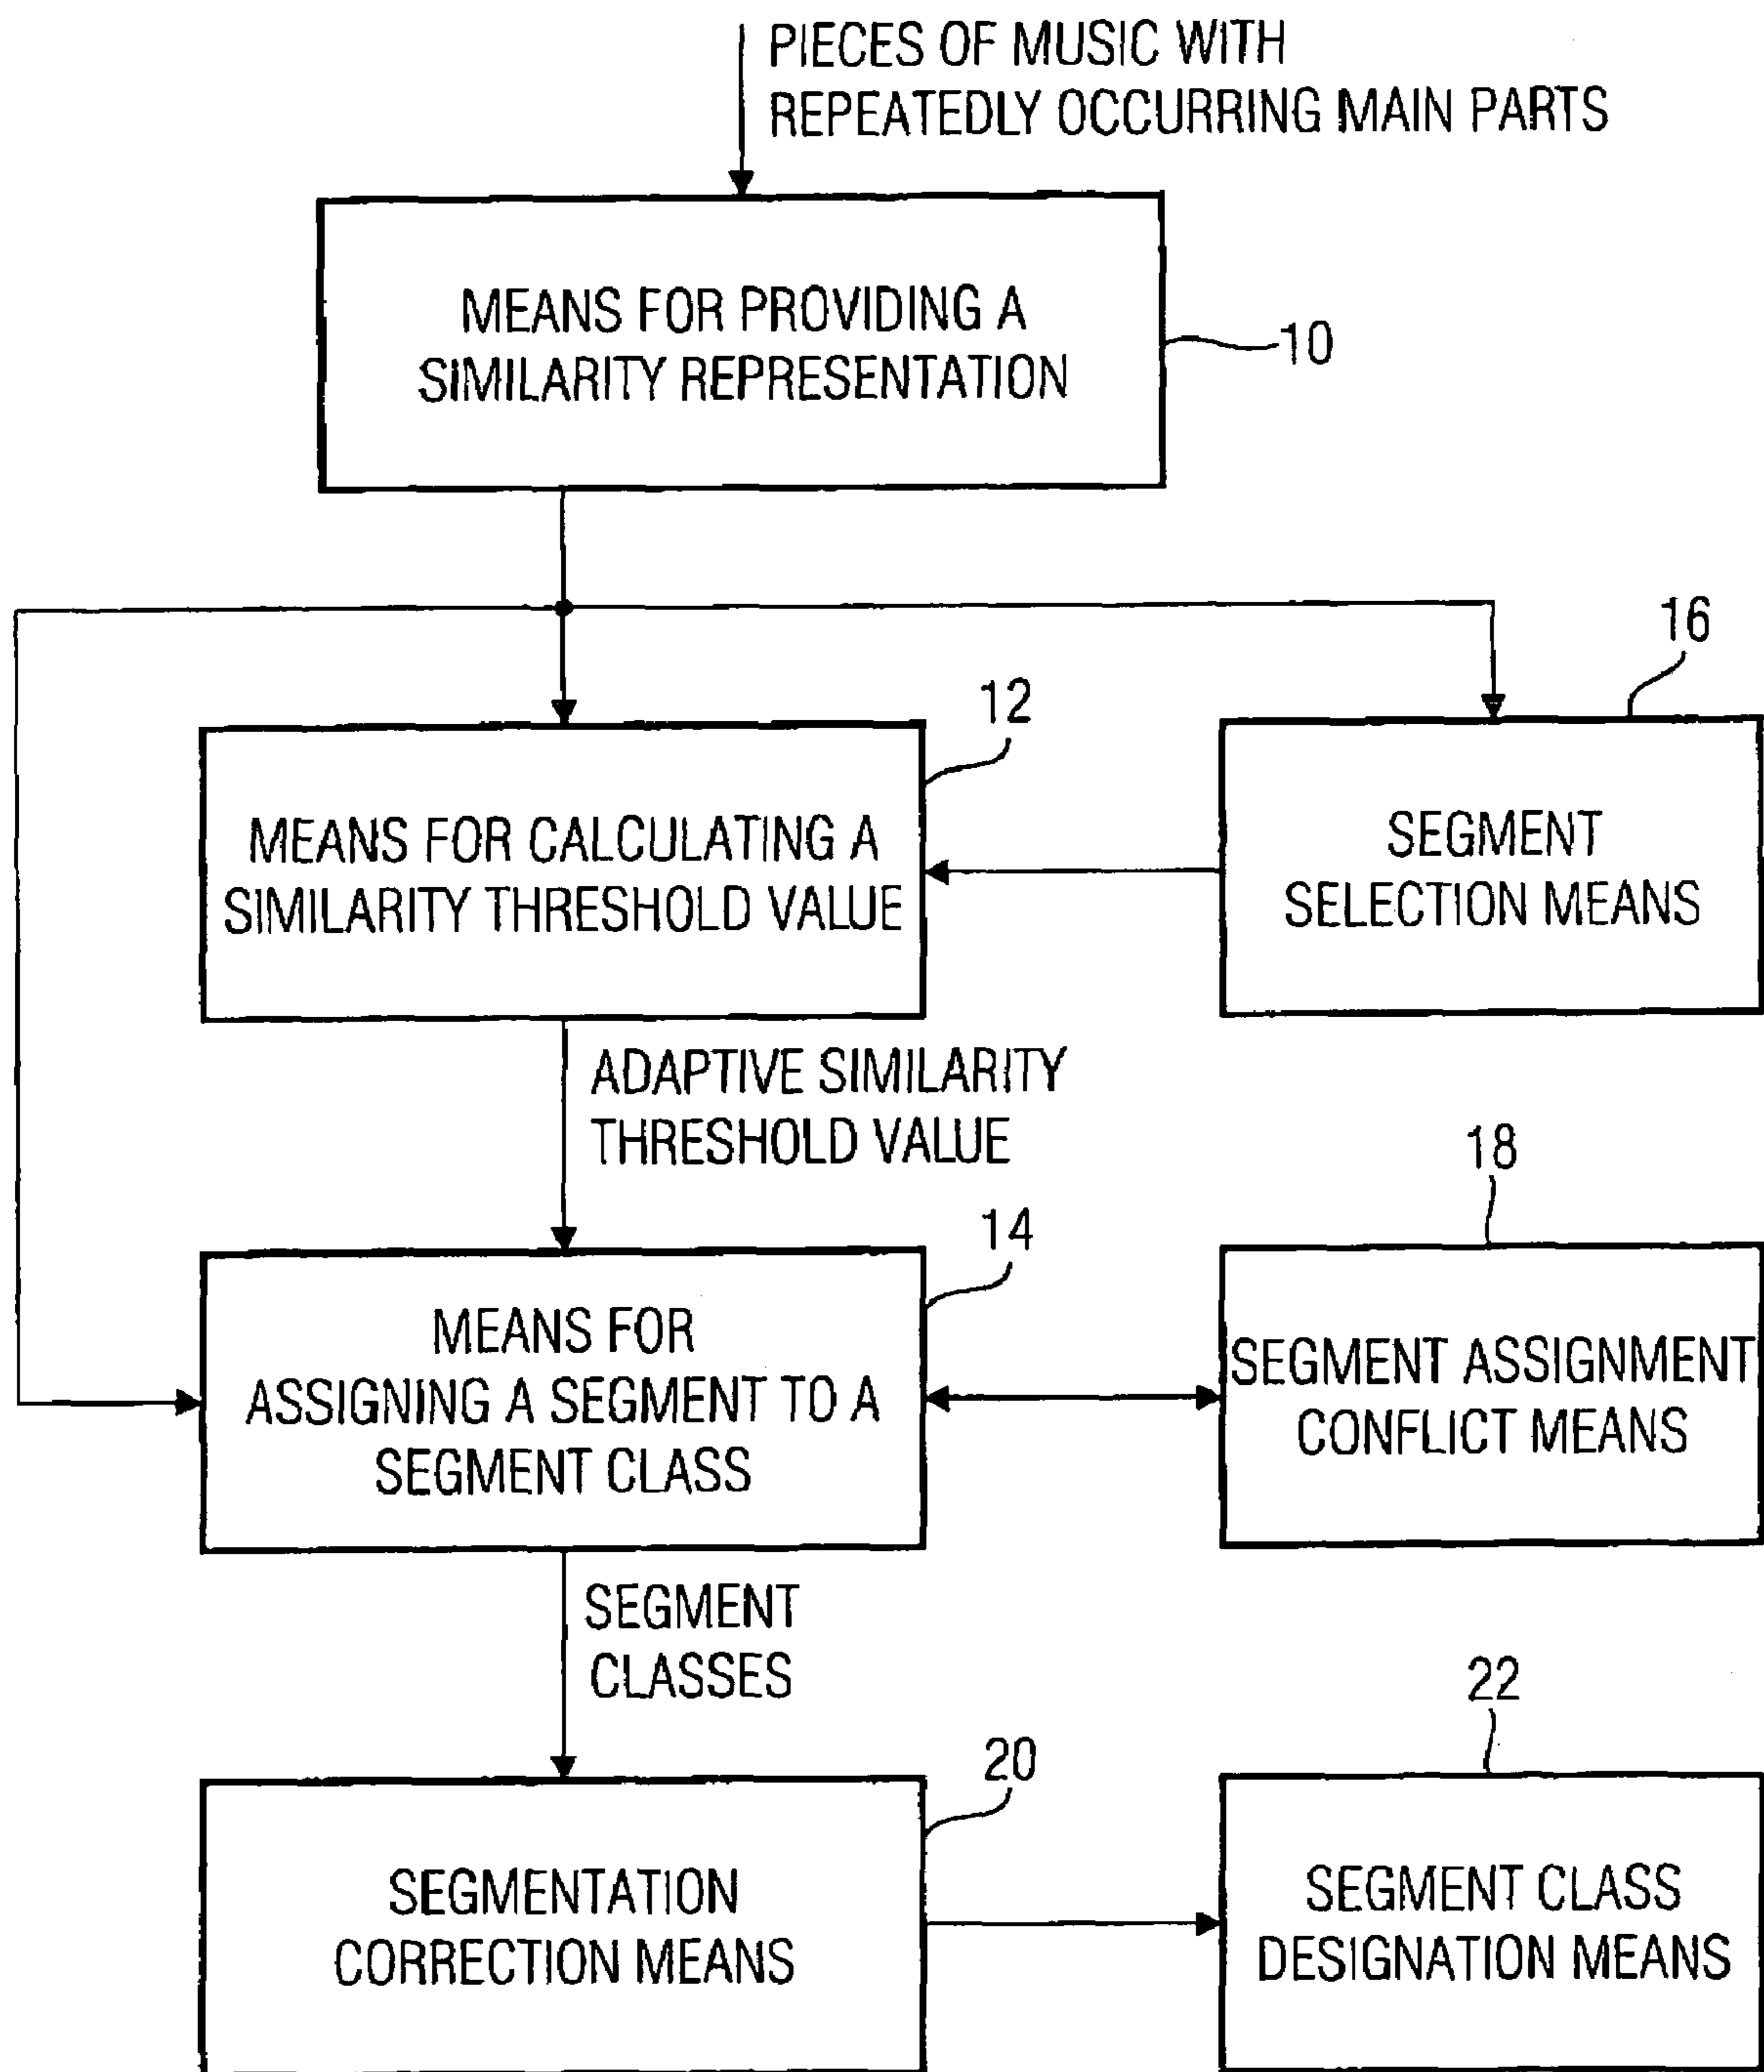 PIECES OF MUSIC WITH
REPEATEDLY OCCURRING MAIN PARTS
MEANS FOR PROVIDING A
SIMILARITY REPRESENTATION
10
16
12
MEANS FOR CALCULATING A
SIMILARITY THRESHOLD VALUE
SEGMENT
SELECTION MEANS
ADAPTIVE SIMILARITY
THRESHOLD VALUE
18
14
MEANS FOR
ASSIGNING A SEGMENT TO A
SEGMENT CLASS
SEGMENT ASSIGNMENT
CONFLICT MEANS
SEGMENT
CLASSES
22
20
SEGMENTATION
CORRECTION MEANS
SEGMENT CLASS
DESIGNATION MEANS